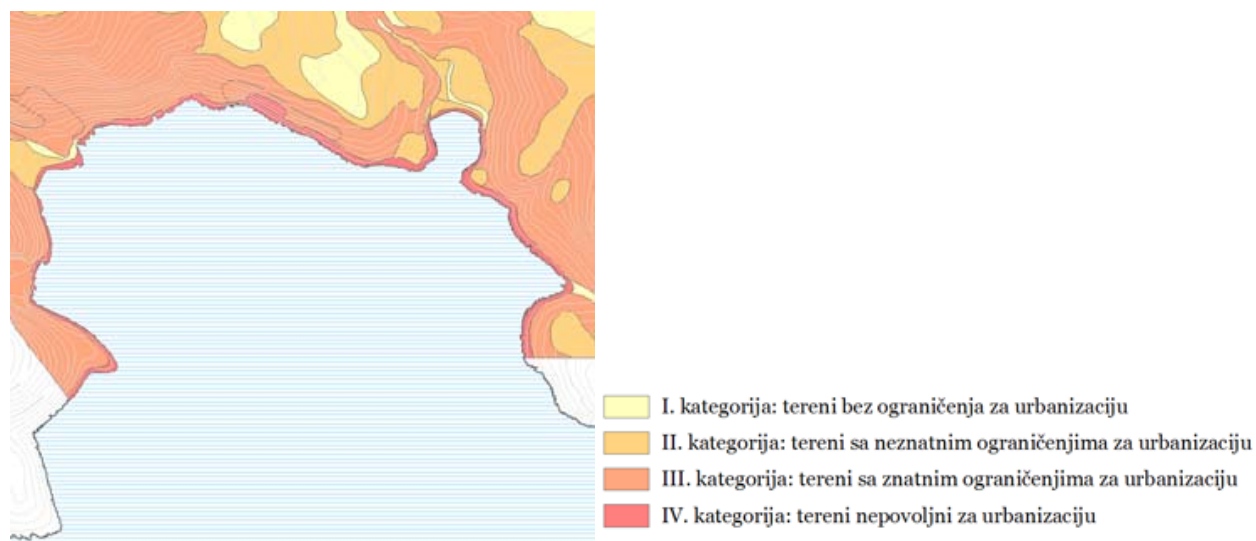 I. kategorija: tereni bez ograničenja za urbanizaciju
II. kategorija: tereni sa neznatnim ograničenjima za urbanizaciju
III. kategorija: tereni sa znatnim ograničenjima za urbanizaciju
IV. kategorija: tereni nepovoljni za urbanizaciju